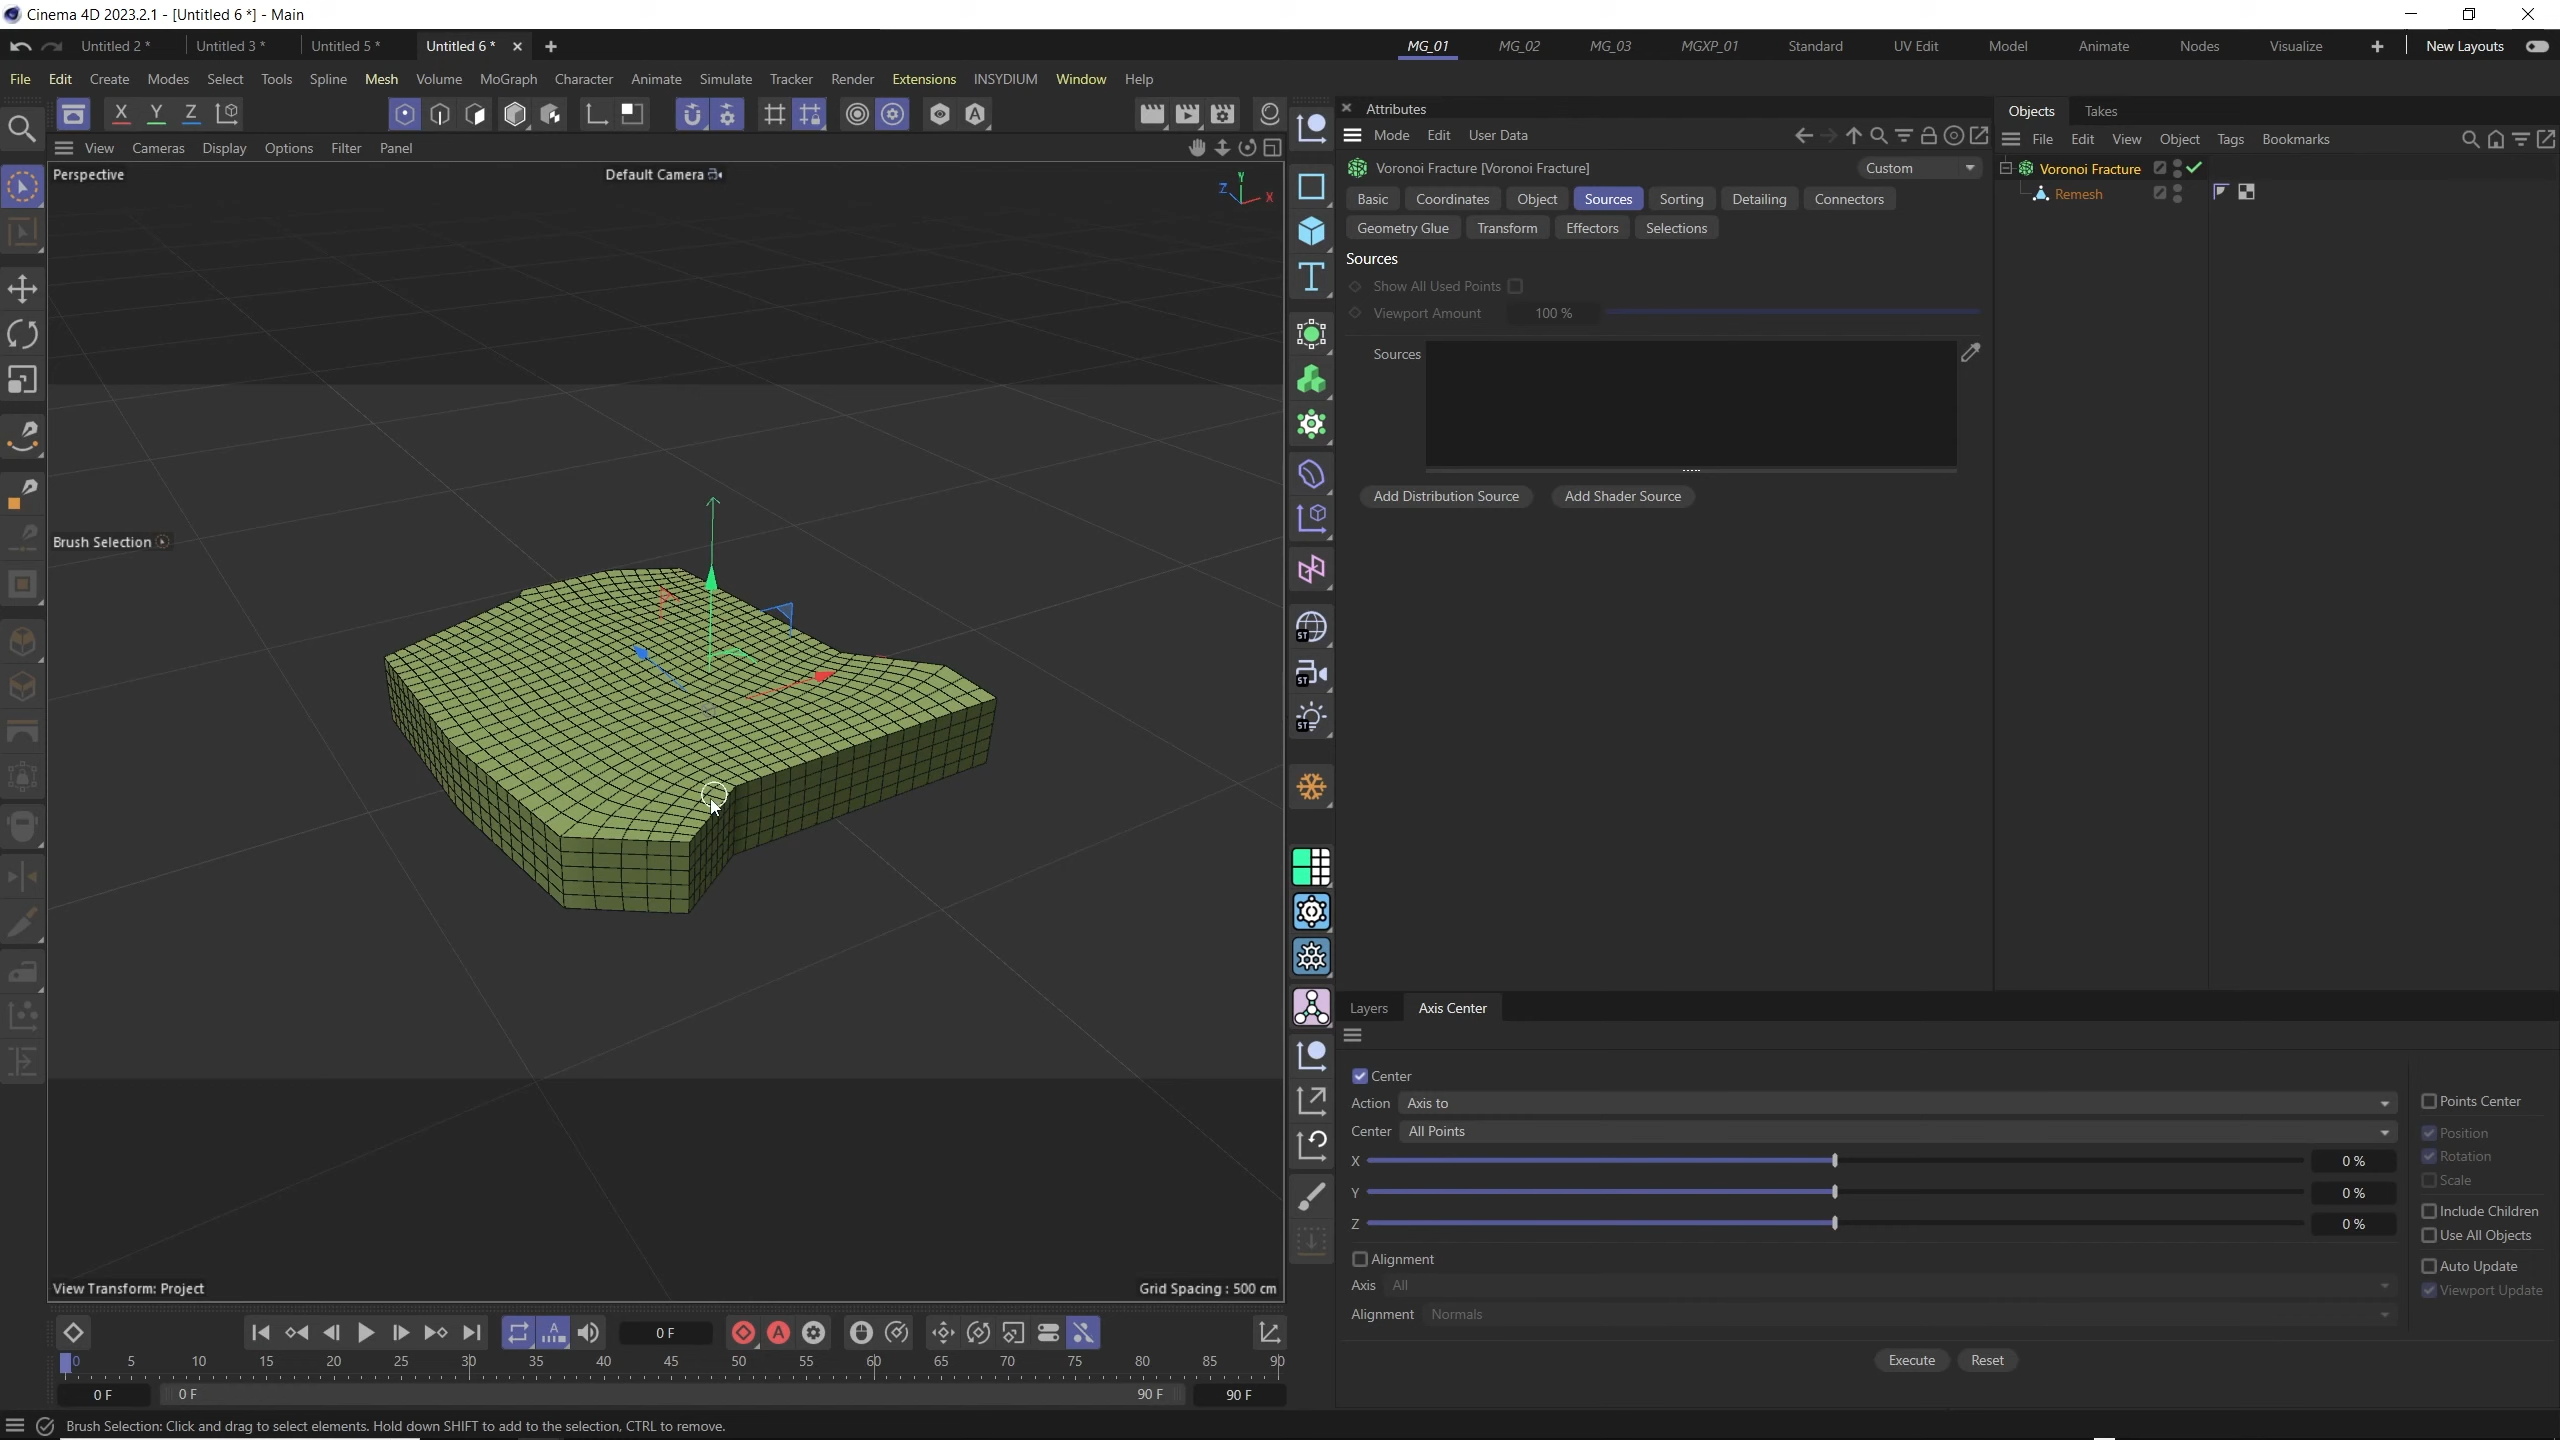 Cinema 4D 2023.2.1 - [Untitled 6 *] - Main
Untitled 2 * Untitled 3 * Untitled 5 * Untitled 6 * MG_01 MG_02 MG_03 MGXP_01 Standard UV Edit Model Animate Nodes Visualize New Layouts
File Edit Create Modes Select Tools Spline Mesh Volume MoGraph Character Animate Simulate Tracker Render Extensions INSYDIUM Window Help
X Y Z
Attributes
Objects Takes
View Cameras Display Options Filter Panel
Mode Edit User Data
File Edit View Object Tags Bookmarks
Perspective Default Camera
Y Z X
Voronoi Fracture [Voronoi Fracture] Custom
Voronoi Fracture
Remesh
Basic Coordinates Object Sources Sorting Detailing Connectors
Geometry Glue Transform Effectors Selections
Sources
Show All Used Points
Viewport Amount 100 %
Sources
Add Distribution Source Add Shader Source
Brush Selection
ST
ST
ST
Layers Axis Center
Center
Action Axis to
Center All Points
X 0 %
Y 0 %
Z 0 %
Alignment
Axis All
Alignment Normals
Points Center
Position
Rotation
Scale
Include Children
Use All Objects
Auto Update
Viewport Update
Execute Reset
View Transform: Project Grid Spacing : 500 cm
A 0 F A
0 5 10 15 20 25 30 35 40 45 50 55 60 65 70 75 80 85 90
0 F 0 F 90 F 90 F
Brush Selection: Click and drag to select elements. Hold down SHIFT to add to the selection, CTRL to remove.